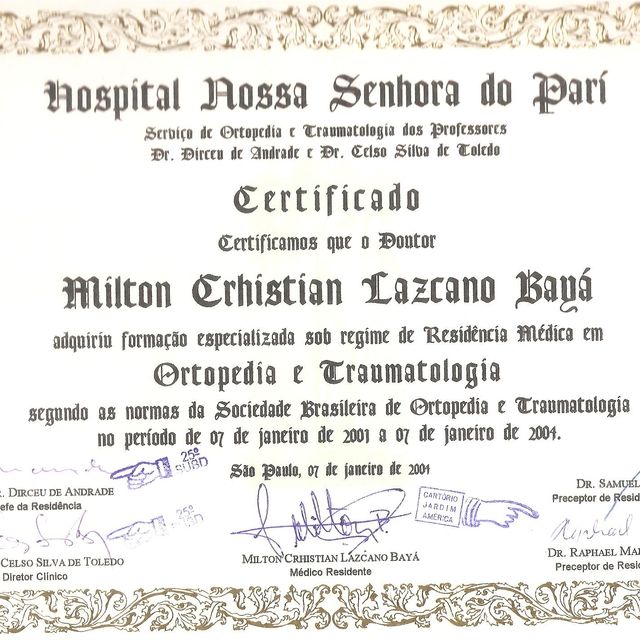 Hospital Nossa Senhora do Pari
Serviço de Ortopedia e Traumatologia dos Professores
Dr. Dirceu de Andrade e Dr. Celso Silva de Toledo
Certificado
Certificamos que o Doutor
Milton Crhistian Lazcano Bayá
adquiriu formação especializada sob regime de Residência Médica em
Ortopedia e Traumatologia
segundo as normas da Sociedade Brasileira de Ortopedia e Traumatologia
no período de 07 de janeiro de 2001 a 07 de janeiro de 2004.
São Paulo, 07 de janeiro de 2004
25º
SUBD
R. DIRCEU DE ANDRADE
efe da Residência
DR. SAMUEL
Preceptor de Resid
25º
CARTÓRIO
JARDIM
AMÉRICA
CELSO SILVA DE TOLEDO
Diretor Clínico
MILTON CRHISTIAN LAZCANO BAYÁ
Médico Residente
DR. RAPHAEL MA
Preceptor de Resid